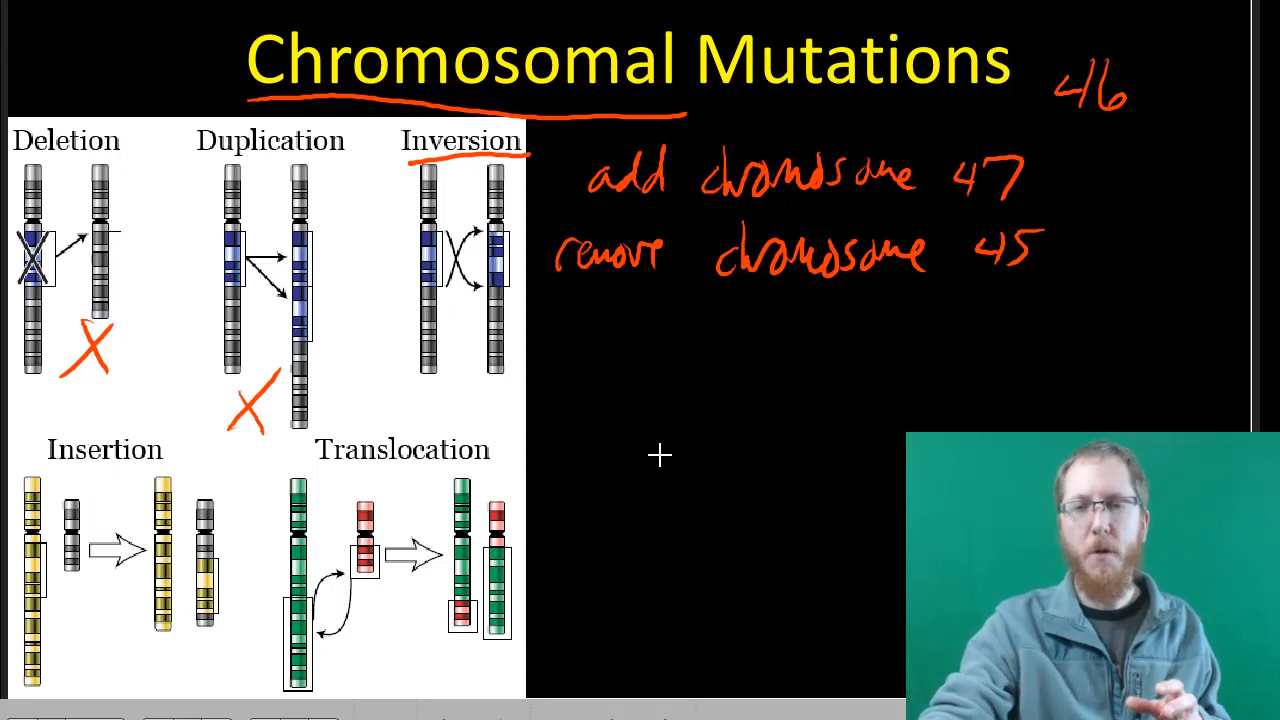 Chromosomal Mutations
46
Deletion Duplication Inversion
add chromosome 47
remove chromosome 45
Insertion Translocation